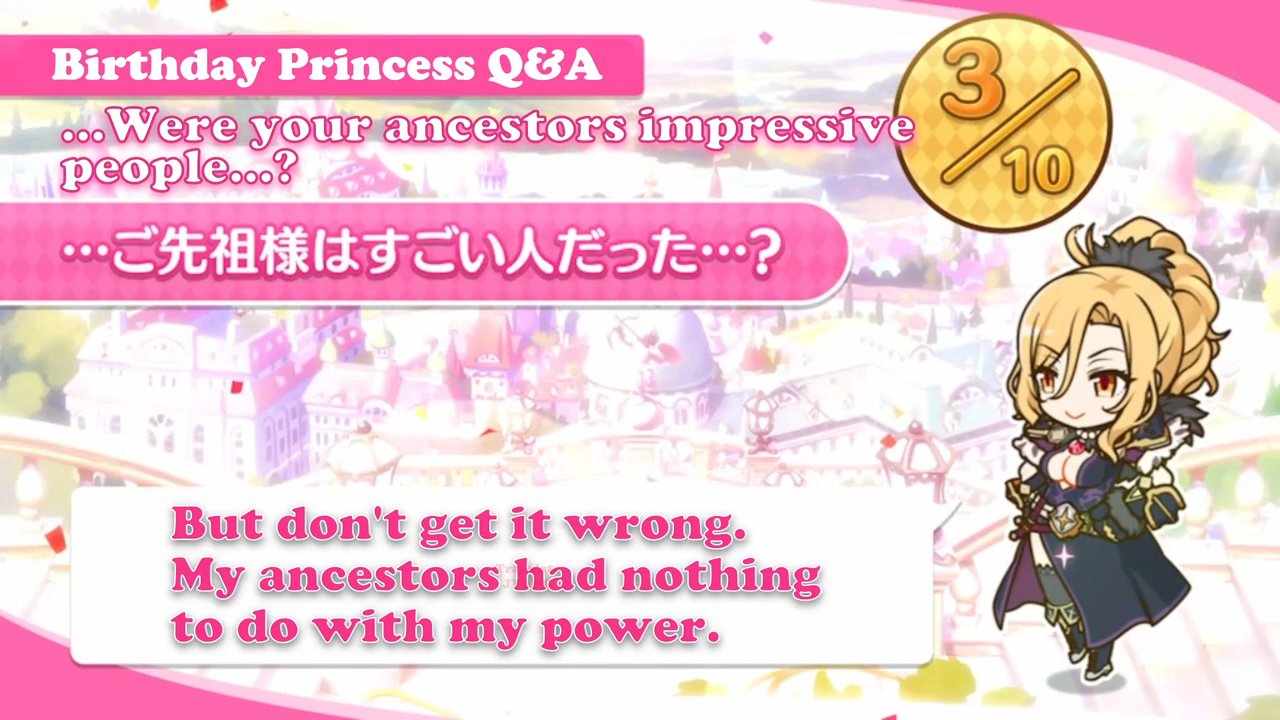 Birthday Princess Q&A
3/10
...Were your ancestors impressive
people...?
…ご先祖様はすごい人だった…?
But don't get it wrong.
My ancestors had nothing
to do with my power.